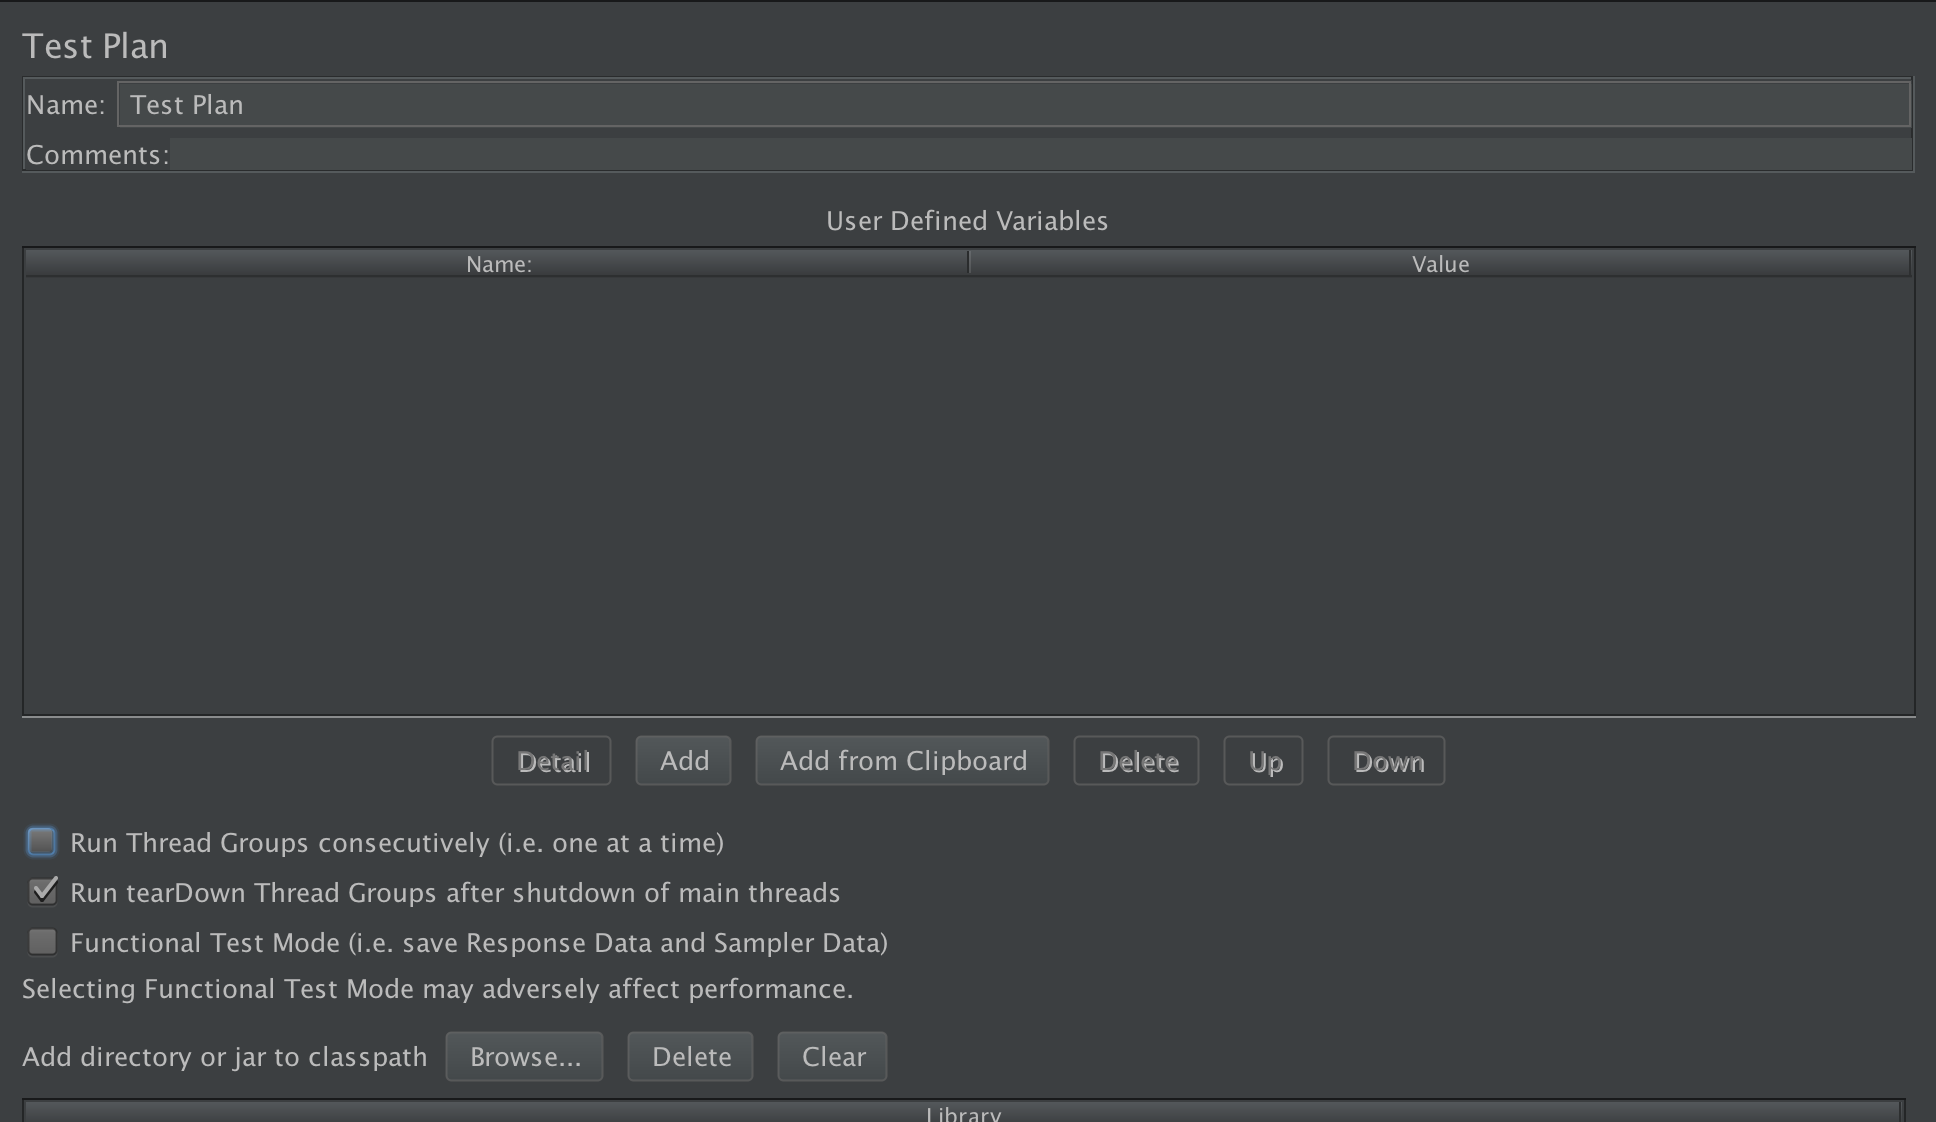 Test Plan
Name: Test Plan
Comments:
User Defined Variables
Name: Value
Detail Add Add from Clipboard Delete Up Down
Run Thread Groups consecutively (i.e. one at a time)
Run tearDown Thread Groups after shutdown of main threads
Functional Test Mode (i.e. save Response Data and Sampler Data)
Selecting Functional Test Mode may adversely affect performance.
Add directory or jar to classpath Browse... Delete Clear
Library